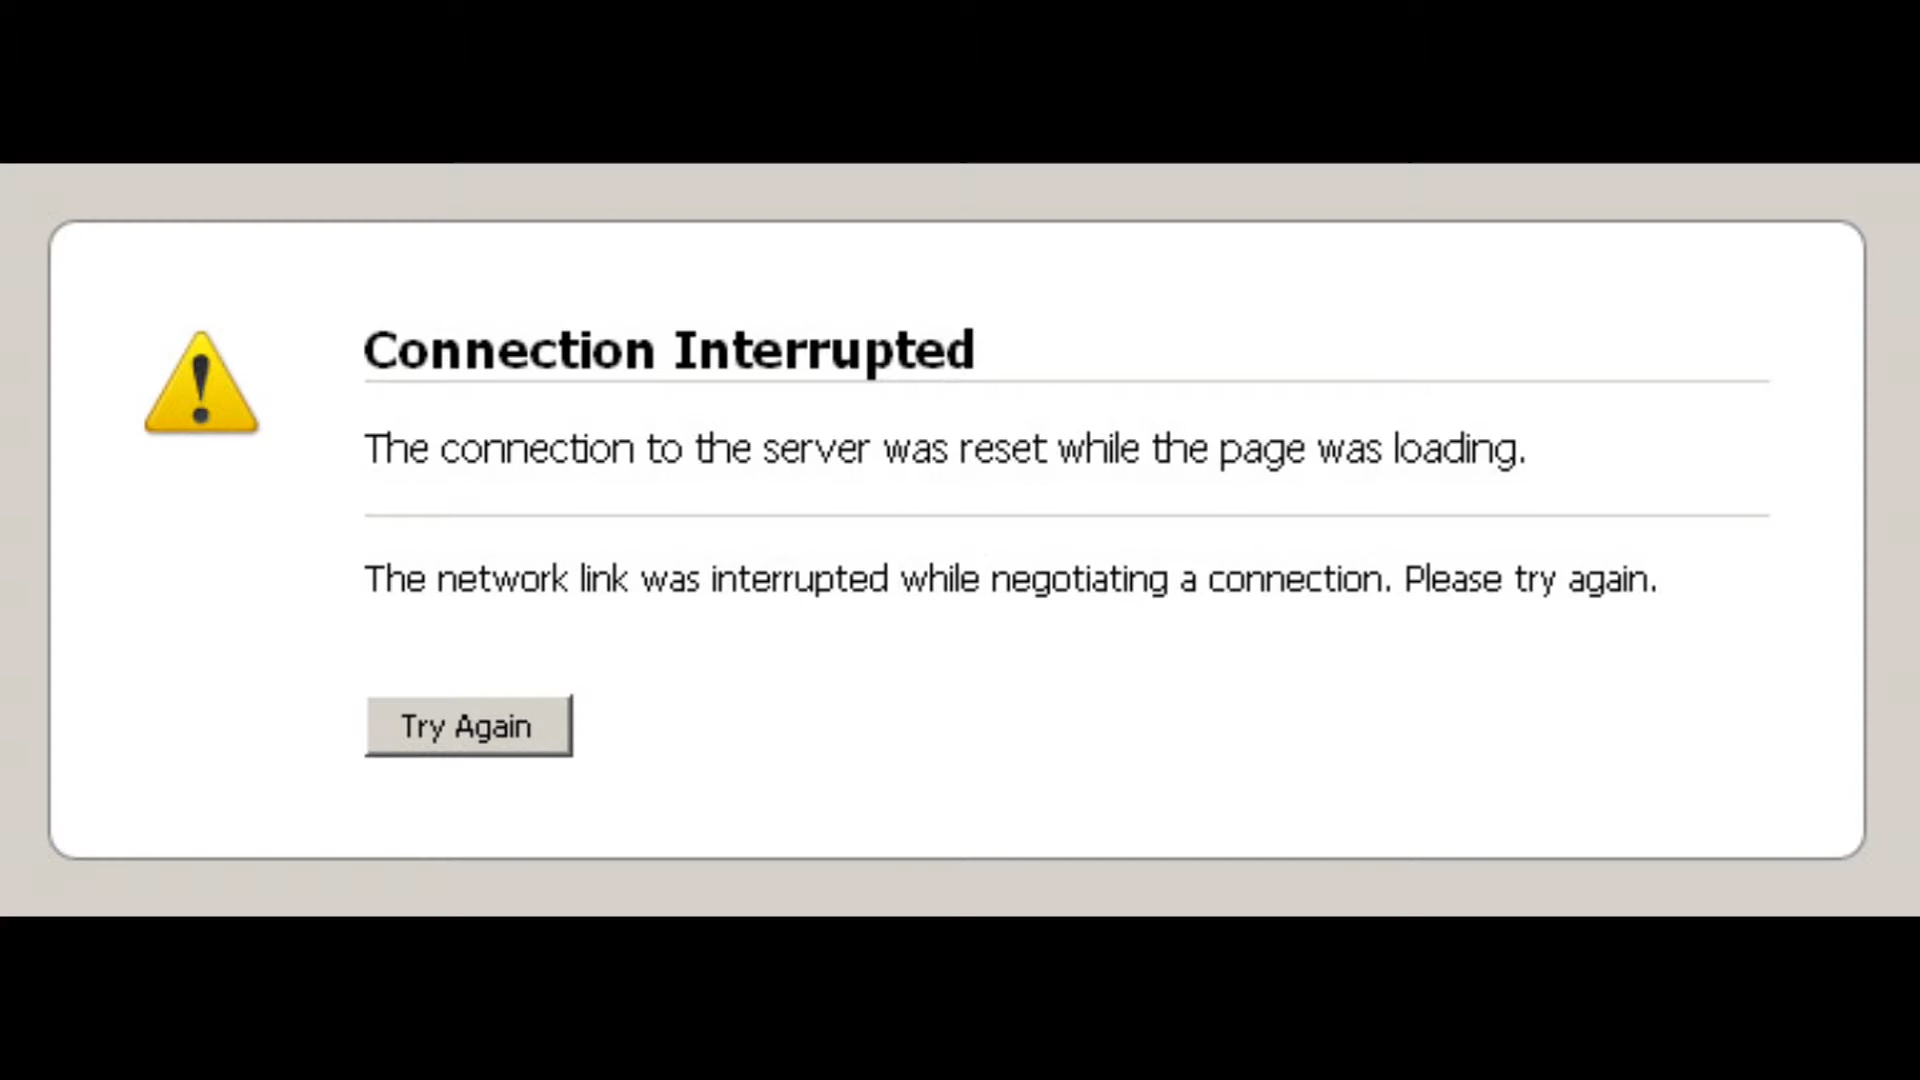 Connection Interrupted
The connection to the server was reset while the page was loading.
The network link was interrupted while negotiating a connection. Please try again.
Try Again